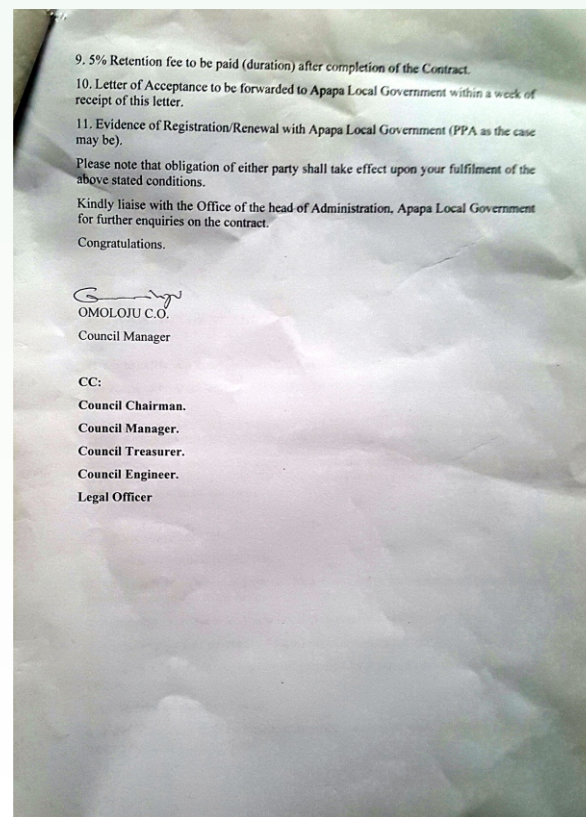 9. 5% Retention fee to be paid (duration) after completion of the Contract.
10. Letter of Acceptance to be forwarded to Apapa Local Government within a week of
receipt of this letter.
11. Evidence of Registration/Renewal with Apapa Local Government (PPA as the case
may be).
Please note that obligation of either party shall take effect upon your fulfilment of the
above stated conditions.
Kindly liaise with the Office of the head of Administration, Apapa Local Government
for further enquiries on the contract.
Congratulations.
OMOLOJU C.O.
Council Manager
CC:
Council Chairman.
Council Manager.
Council Treasurer.
Council Engineer.
Legal Officer